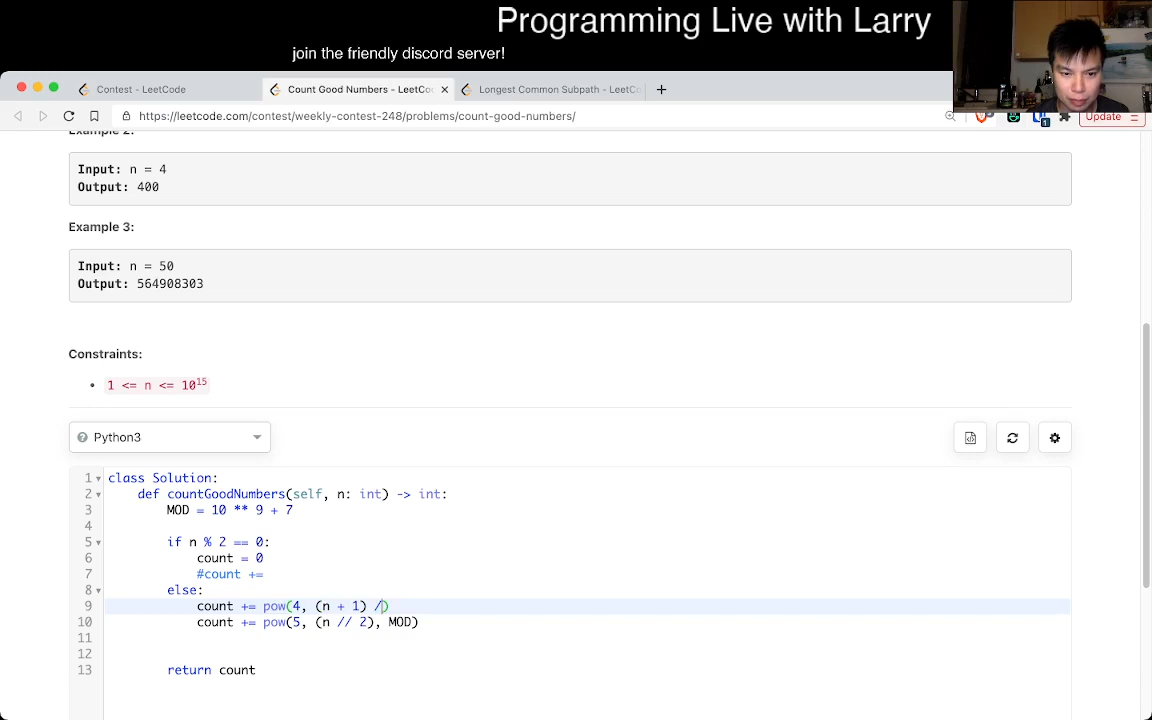 Programming Live with Larry
join the friendly discord server!
Contest - LeetCode
Count Good Numbers - LeetCo
Longest Common Subpath - LeetC
https://leetcode.com/contest/weekly-contest-248/problems/count-good-numbers/
Update
Example 2:
Input: n = 4
Output: 400
Example 3:
Input: n = 50
Output: 564908303
Constraints:
1 <= n <= 10^15
Python3
1 class Solution:
2 def countGoodNumbers(self, n: int) -> int:
3 MOD = 10 ** 9 + 7
4
5 if n % 2 == 0:
6 count = 0
7 #count +=
8 else:
9 count += pow(4, (n + 1) /)
10 count += pow(5, (n // 2), MOD)
11
12
13 return count